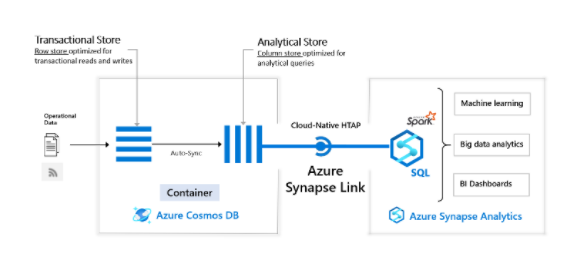 Transactional Store
Row store optimized for
transactional reads and writes
Analytical Store
Column store optimized for
analytical queries
Operational
Data
Auto-Sync
Container
Azure Cosmos DB
Cloud-Native HTAP
Azure
Synapse Link
Spark
SQL
Machine learning
Big data analytics
BI Dashboards
Azure Synapse Analytics